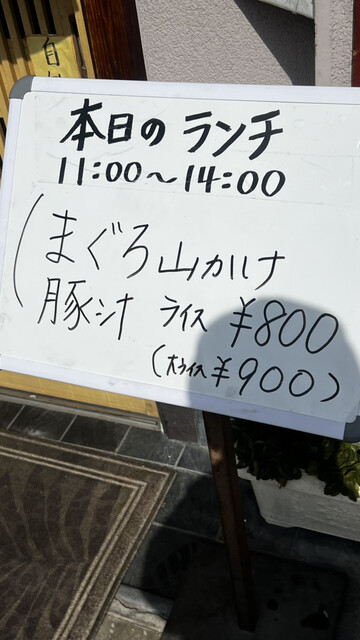 自
本日のランチ
11:00～14:00
まぐろ山かけ
豚汁 ライス ¥800
(大ライス ¥900)